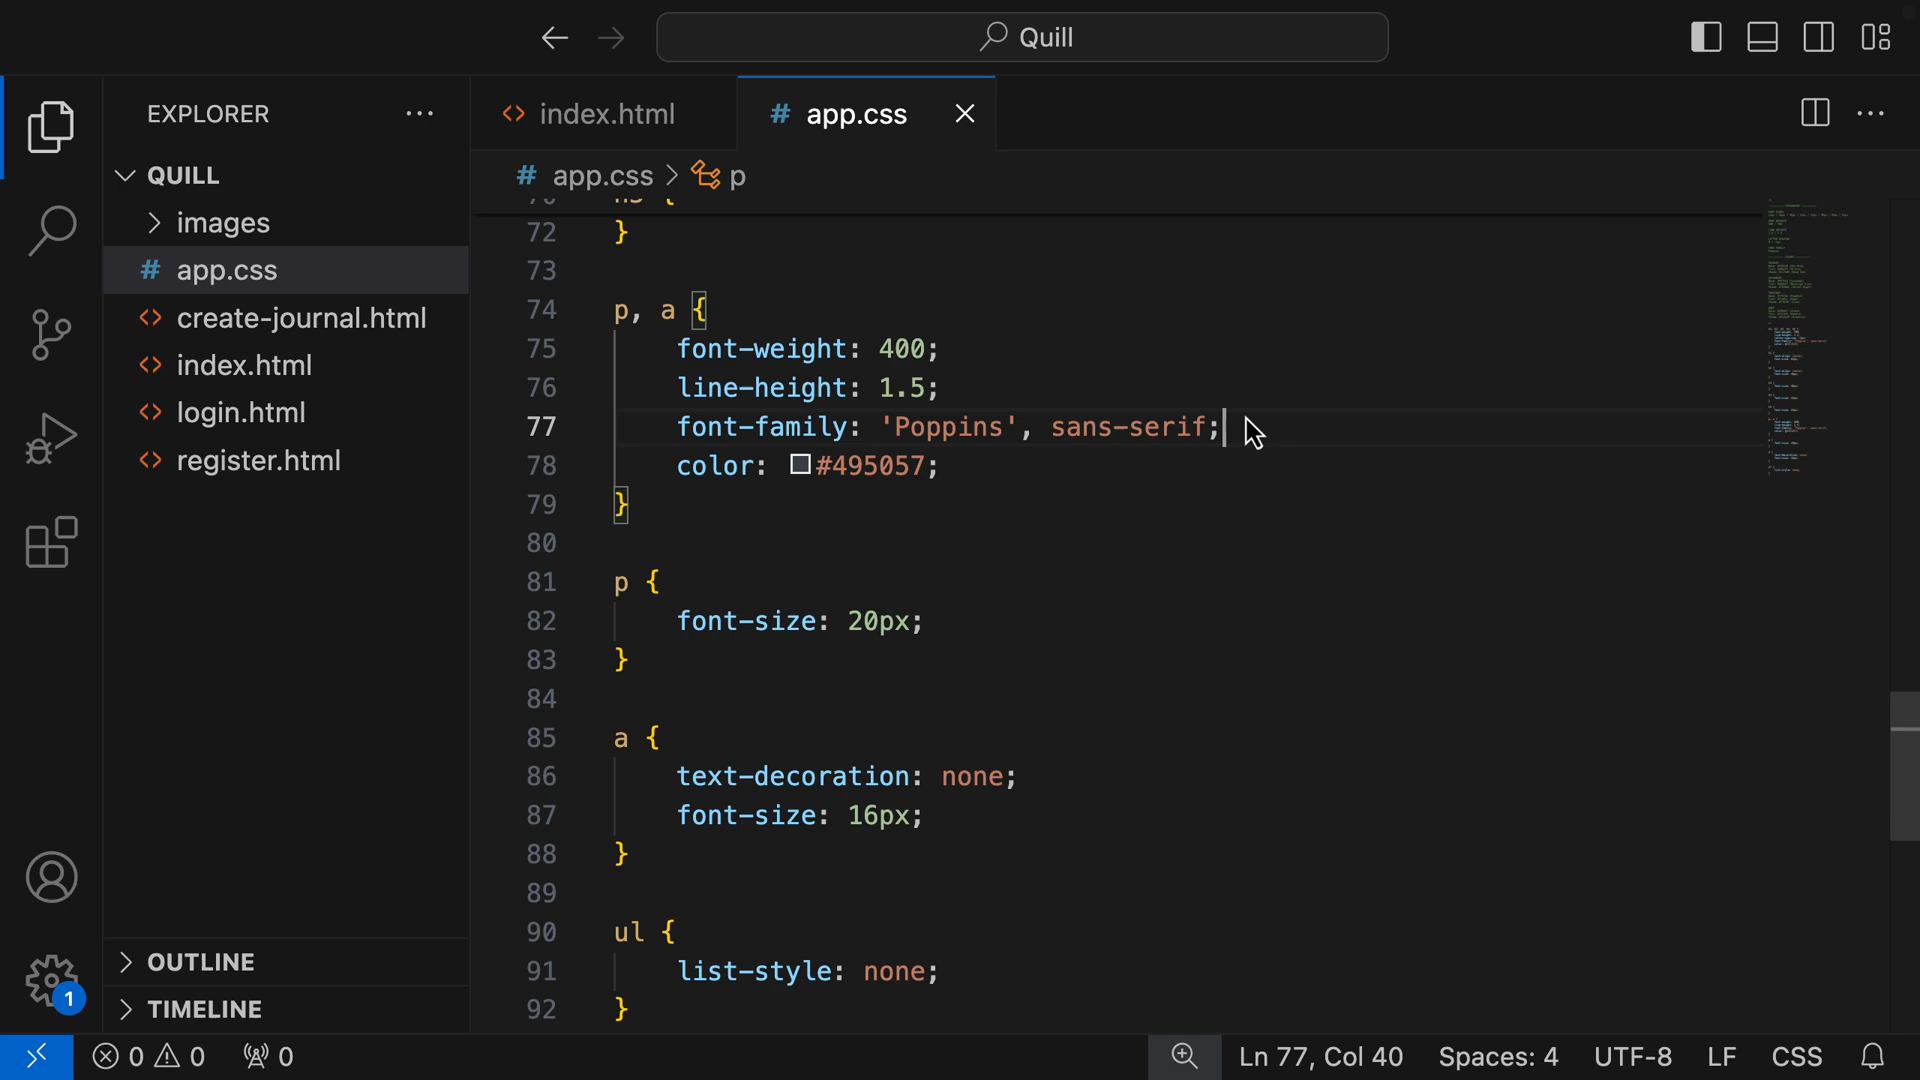 Quill
EXPLORER
index.html
app.css
QUILL
images
app.css
create-journal.html
index.html
login.html
register.html
OUTLINE
TIMELINE
app.css > p
72 }
73
74 p, a {
75 font-weight: 400;
76 line-height: 1.5;
77 font-family: 'Poppins', sans-serif;
78 color: #495057;
79 }
80
81 p {
82 font-size: 20px;
83 }
84
85 a {
86 text-decoration: none;
87 font-size: 16px;
88 }
89
90 ul {
91 list-style: none;
92 }
1
0 0 0
Ln 77, Col 40
Spaces: 4
UTF-8
LF
CSS